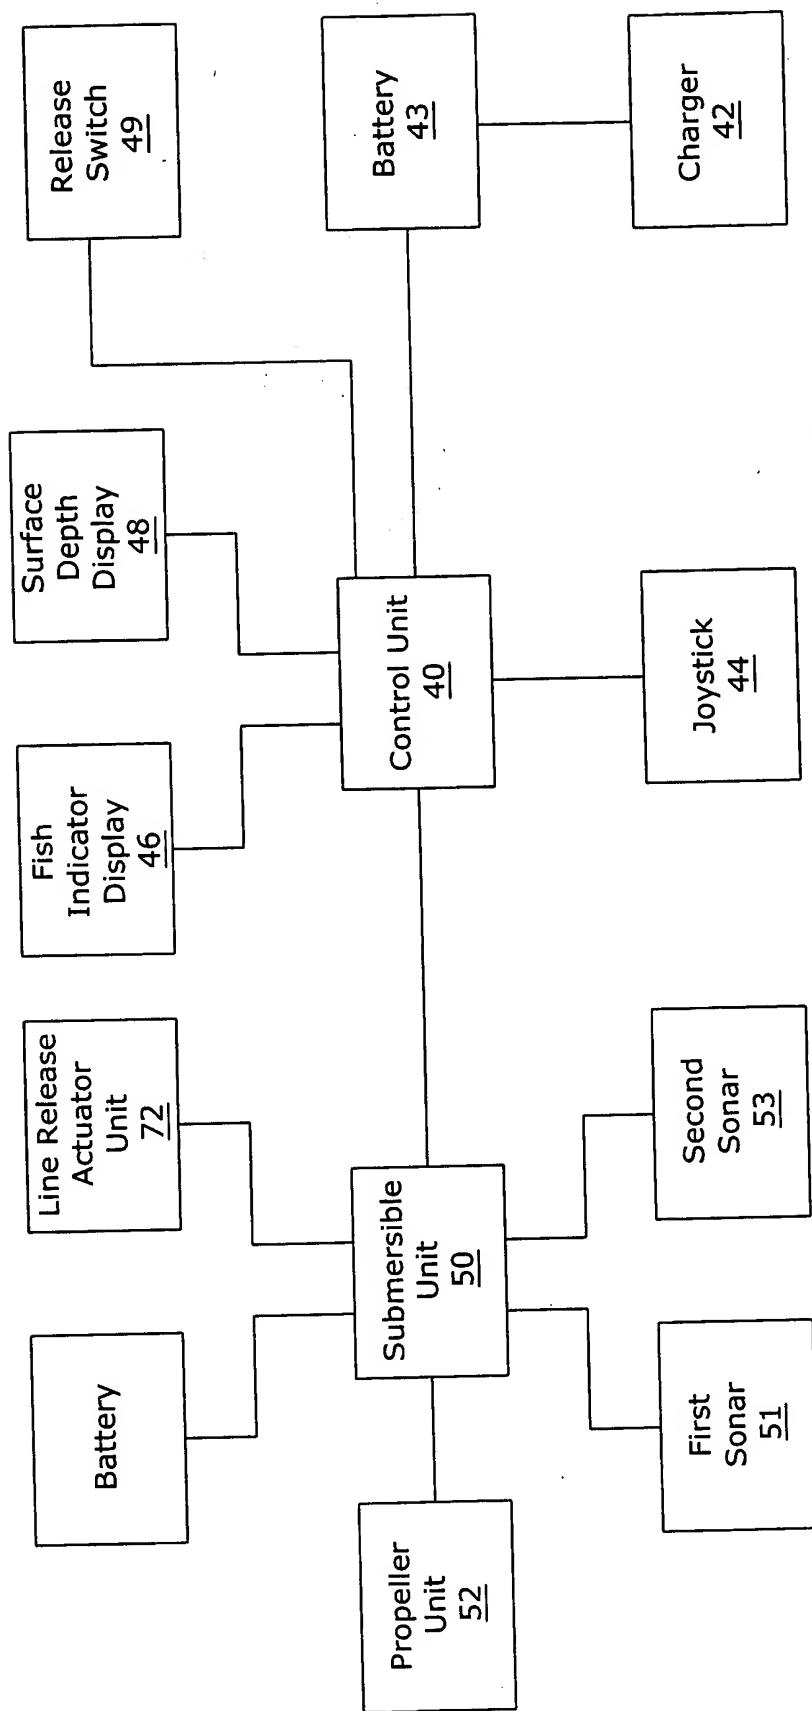 Battery
Line Release
Actuator
Unit
72
Fish
Indicator
Display
46
Surface
Depth
Display
48
Release
Switch
49
Propeller
Unit
52
Submersible
Unit
50
Control Unit
40
Battery
43
First
Sonar
51
Second
Sonar
53
Joystick
44
Charger
42